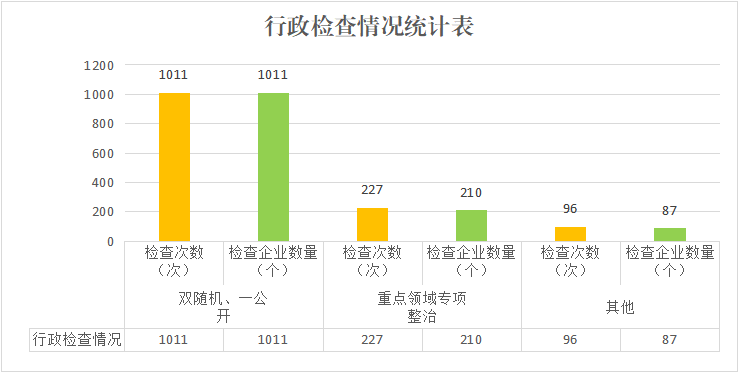 行政检查情况统计表
1200
1000
800
600
400
200
0
1011
1011
227
210
96
87
检查次数
（次）
检查企业数量
（个）
检查次数
（次）
检查企业数量
（个）
检查次数
（次）
检查企业数量
（个）
双随机、一公
开
重点领域专项
整治
其他
行政检查情况 1011 1011 227 210 96 87